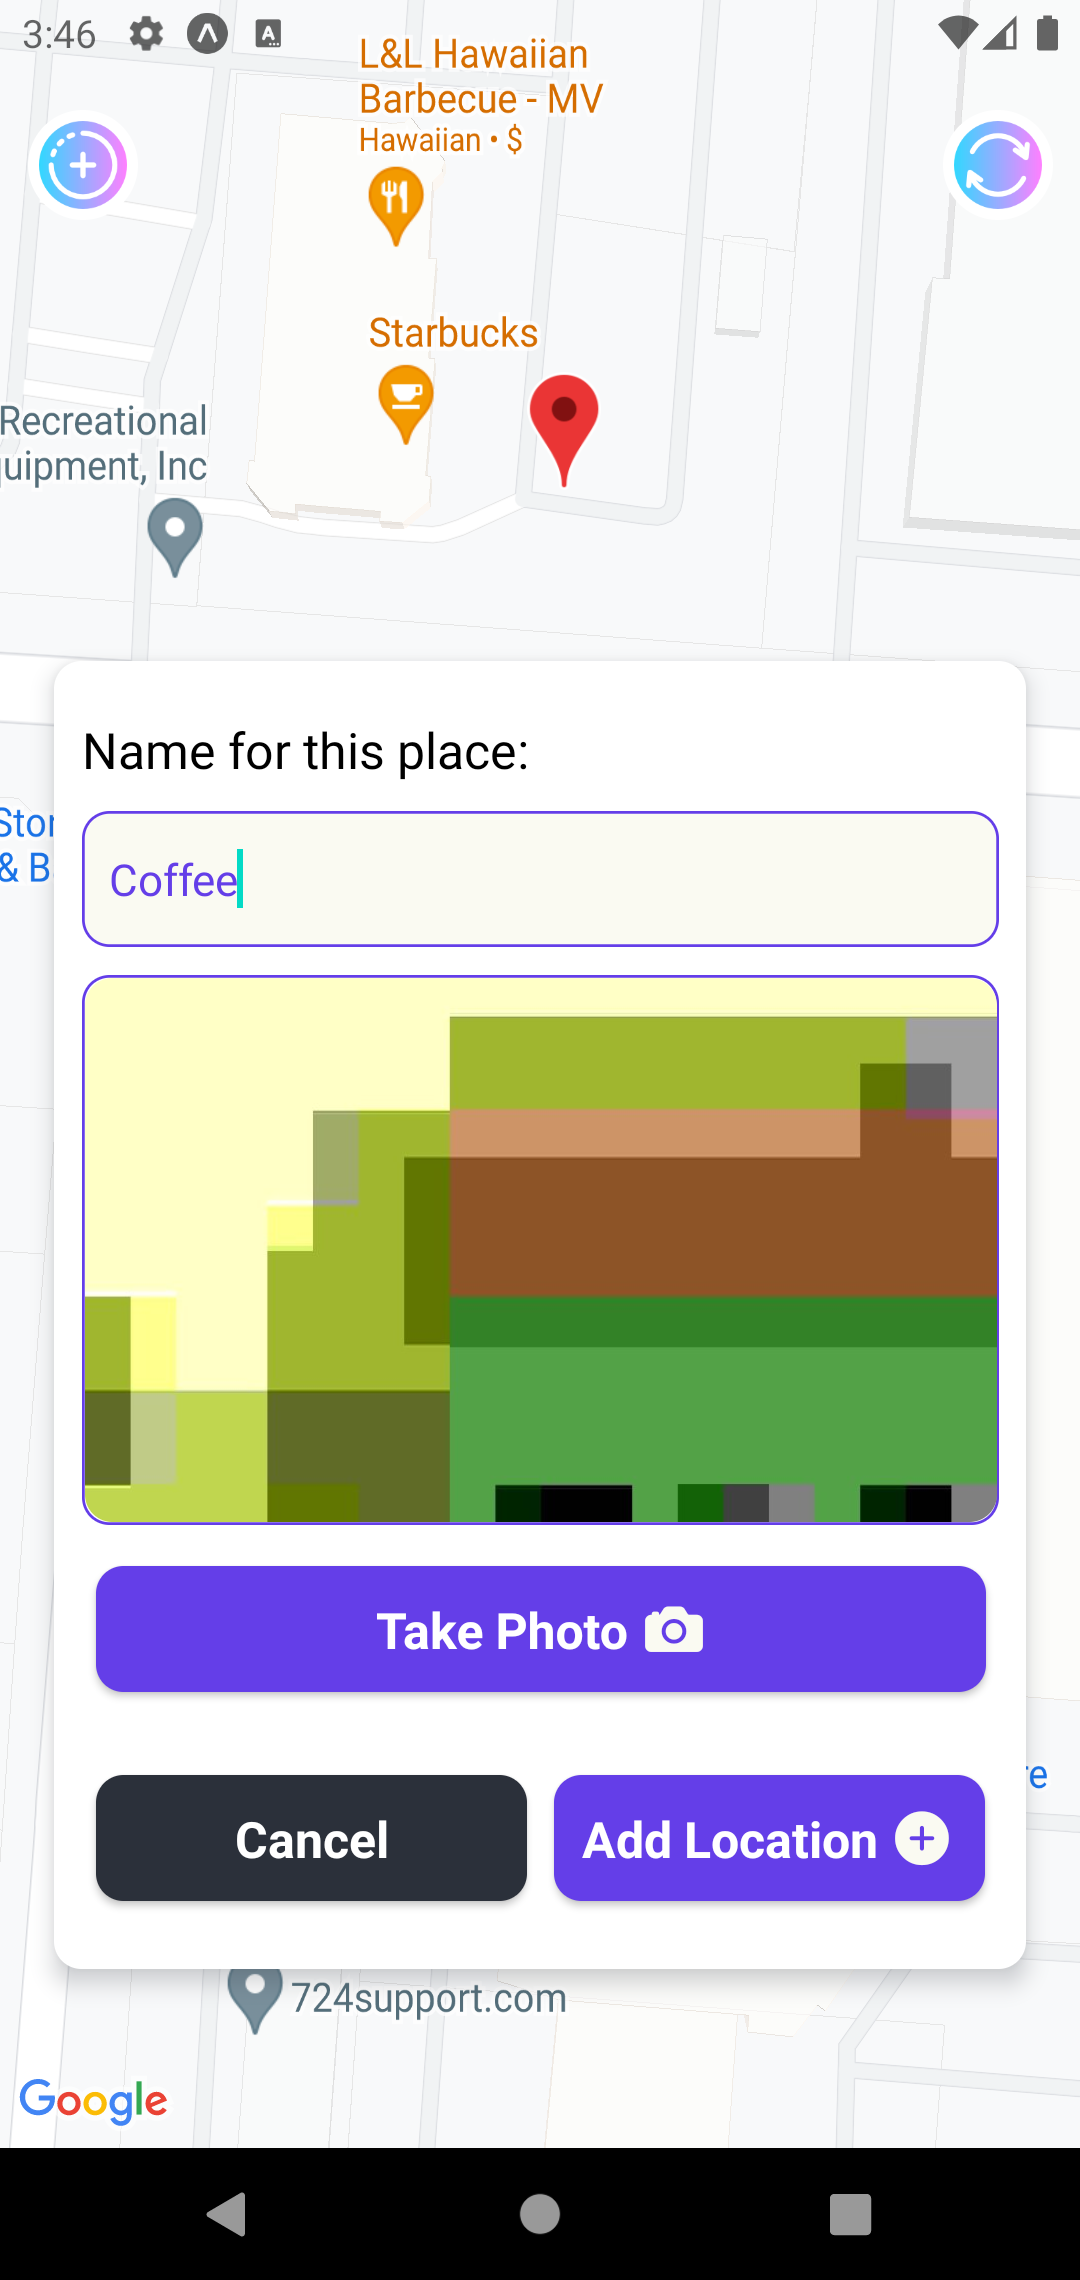 3:46
L&L Hawaiian
Barbecue - MV
Hawaiian • $
Starbucks
Recreational
uipment, Inc
Stor
& B
Name for this place:
Coffee
Take Photo
Cancel
Add Location
re
724support.com
Google